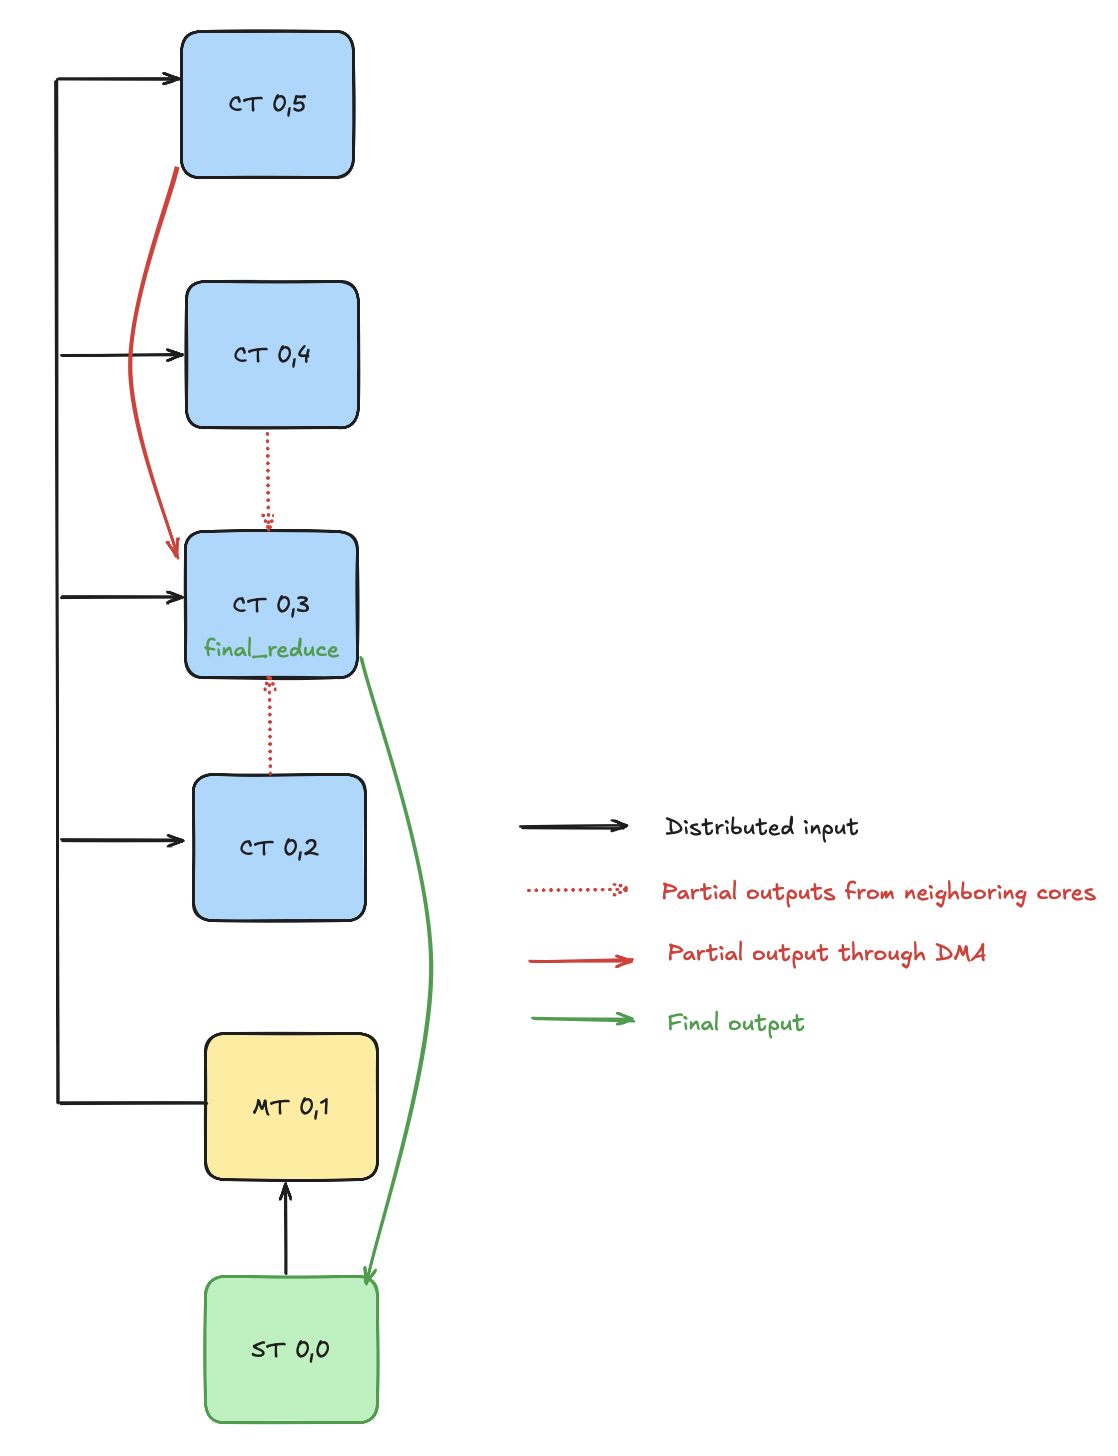 CT 0,5
CT 0,4
CT 0,3
final_reduce
CT 0,2
Distributed input
Partial outputs from neighboring cores
Partial output through DMA
Final output
MT 0,1
ST 0,0